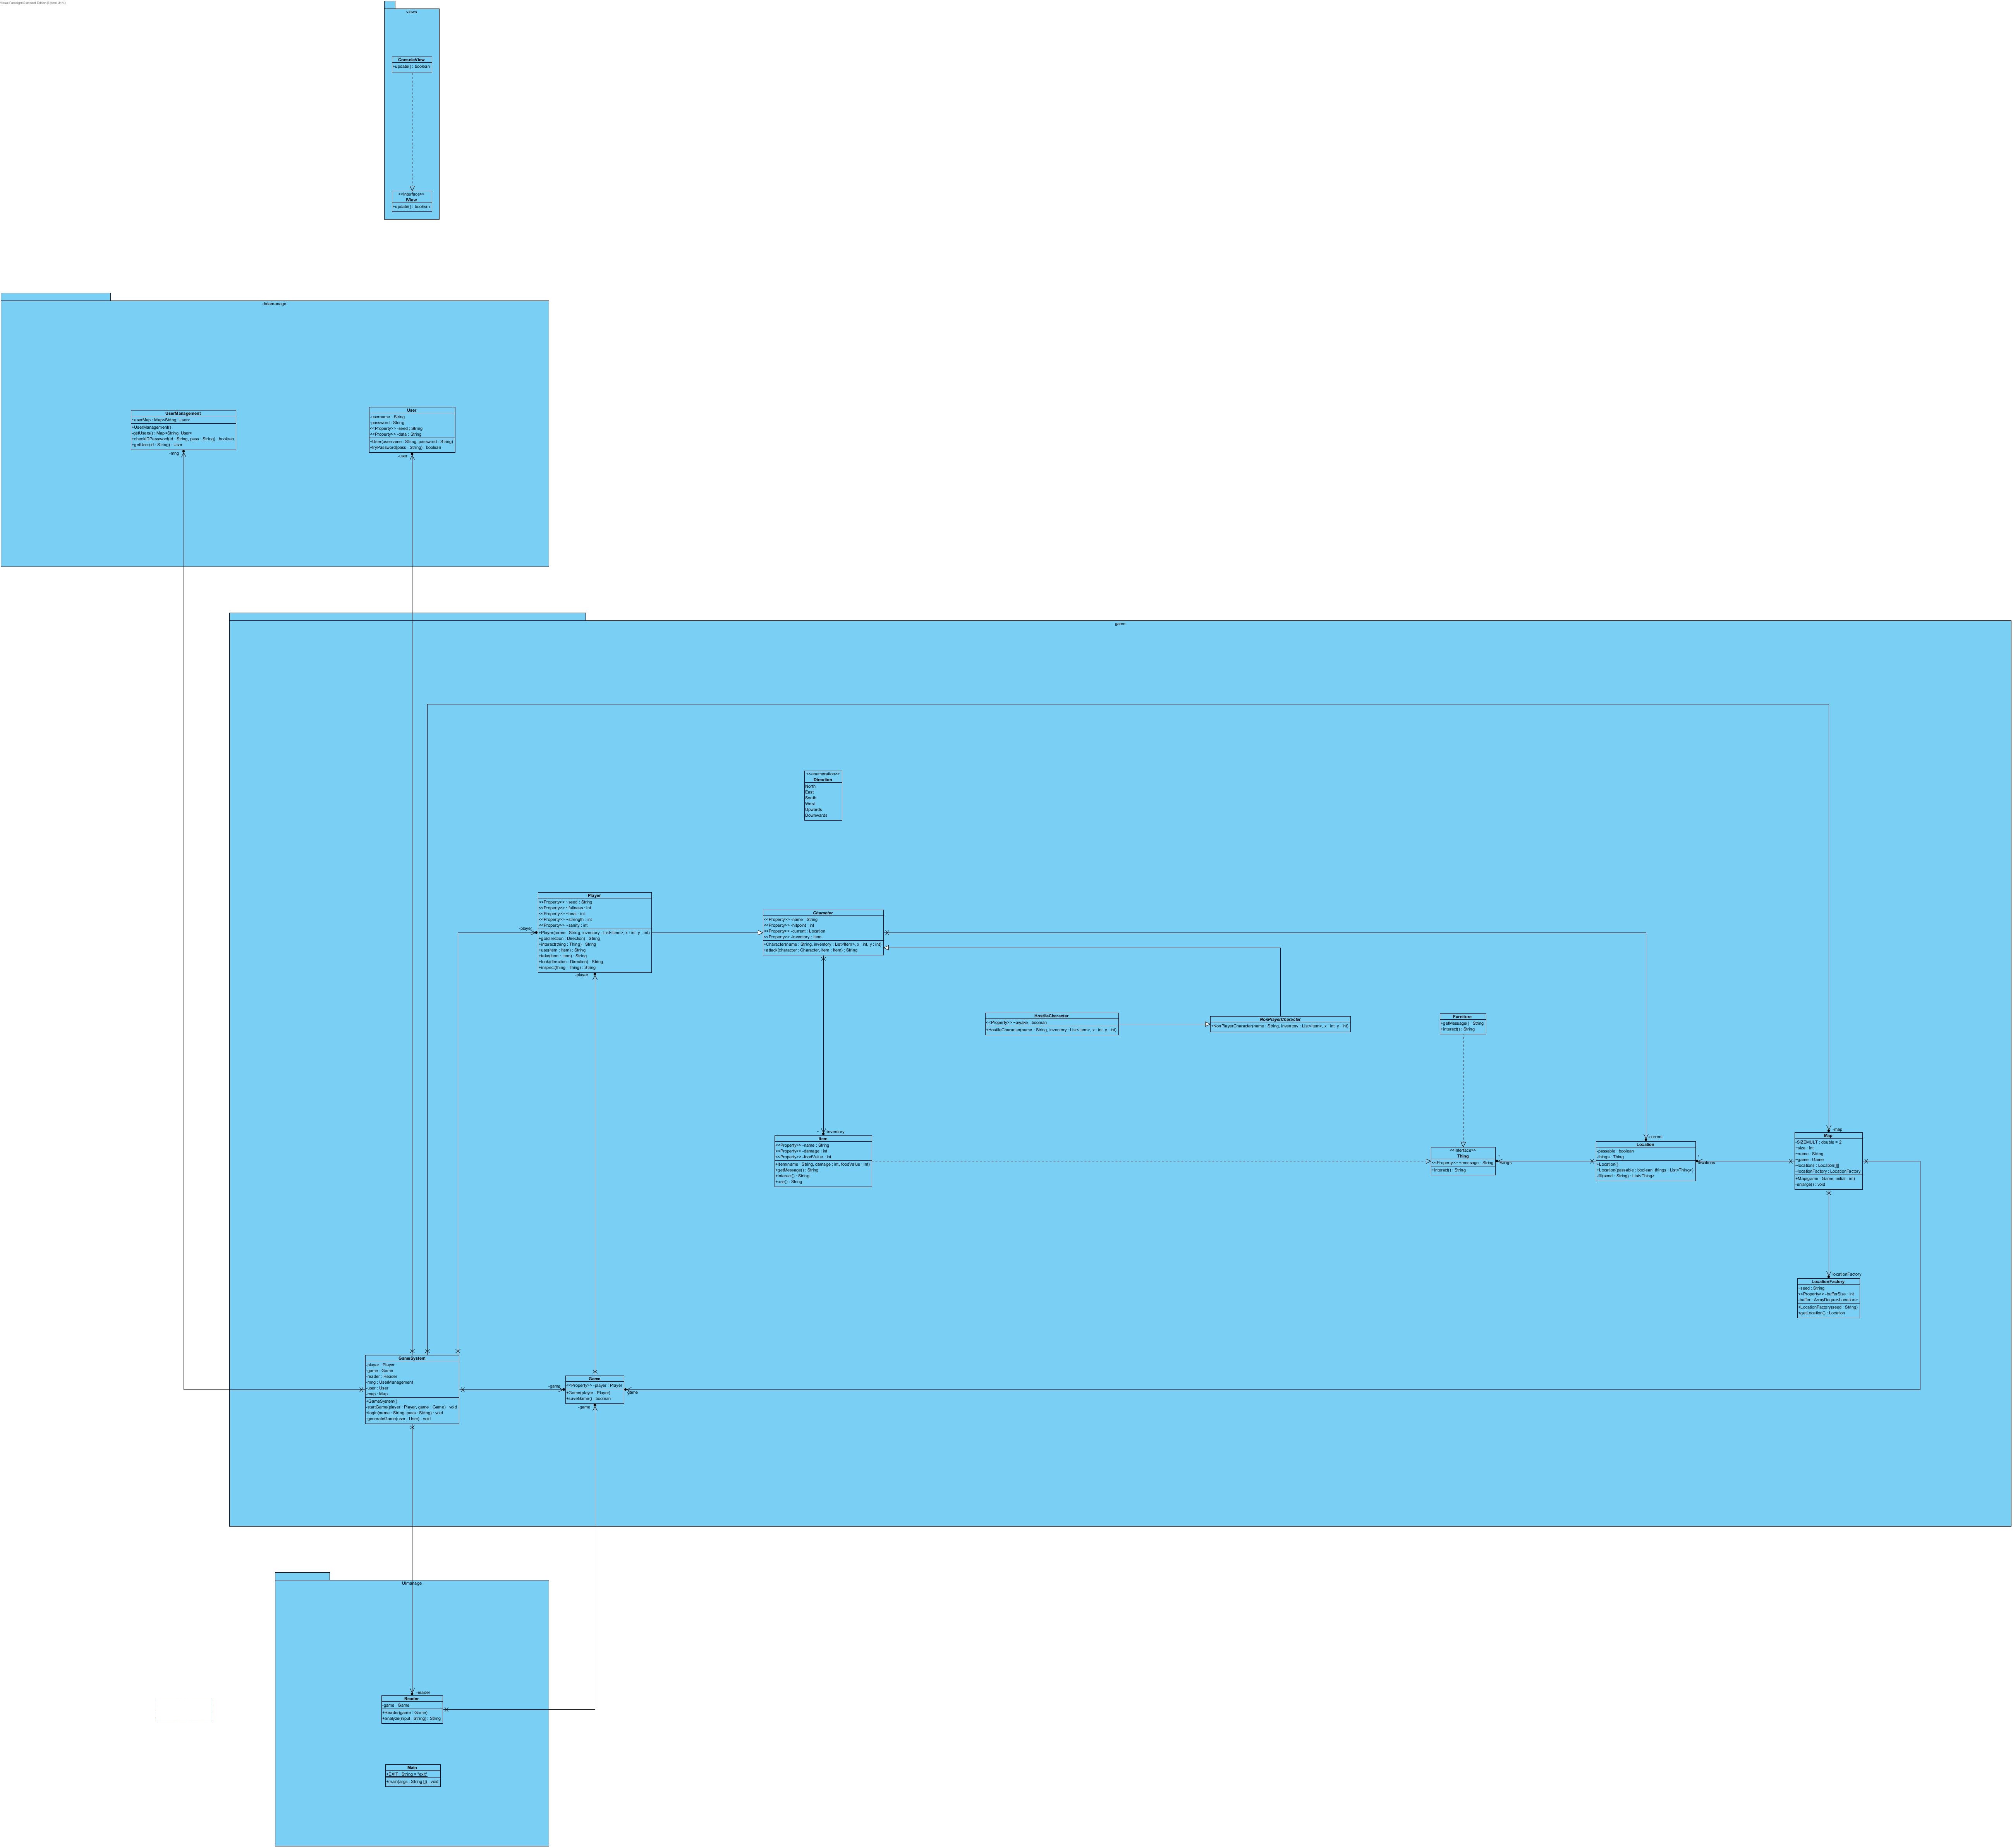 views
ConsoleView
+update() : boolean
<<Interface>>
IView
+update() : boolean
datamanage
UserManagement
-userMap : Map<String, User>
+UserManagement()
-getUsers() : Map<String, User>
+checkIDPassword(id : String, pass : String) : boolean
+getUser(id : String) : User
-mng
User
-username : String
-password : String
<<Property>> -seed : String
<<Property>> -data : String
+User(username : String, password : String)
+tryPassword(pass : String) : boolean
-user
game
<<enumeration>>
Direction
North
East
South
West
Upwards
Downwards
Player
<<Property>> ~seed : String
<<Property>> ~fullness : int
<<Property>> ~heat : int
<<Property>> ~strength : int
<<Property>> ~sanity : int
+Player(name : String, inventory : List<Item>, x : int, y : int)
+go(direction : Direction) : String
+interact(thing : Thing) : String
+use(item : Item) : String
+take(item : Item) : String
+look(direction : Direction) : String
+inspect(thing : Thing) : String
-player
-player
Character
<<Property>> -name : String
<<Property>> -hitpoint : int
<<Property>> -current : Location
<<Property>> -inventory : Item
+Character(name : String, inventory : List<Item>, x : int, y : int)
+attack(character : Character, item : Item) : String
HostileCharacter
<<Property>> ~awake : boolean
+HostileCharacter(name : String, inventory : List<Item>, x : int, y : int)
NonPlayerCharacter
+NonPlayerCharacter(name : String, inventory : List<Item>, x : int, y : int)
Furniture
+getMessage() : String
+interact() : String
* -inventory
Item
<<Property>> -name : String
<<Property>> -damage : int
<<Property>> -foodValue : int
+Item(name : String, damage : int, foodValue : int)
+getMessage() : String
+interact() : String
+use() : String
<<Interface>>
Thing
<<Property>> +message : String
+interact() : String
*
-things
-current
Location
-passable : boolean
-things : Thing
+Location()
+Location(passable : boolean, things : List<Thing>)
-fill(seed : String) : List<Thing>
*
-locations
-map
Map
-SIZEMULT : double = 2
~size : int
~name : String
~game : Game
-locations : Location[][]
~locationFactory : LocationFactory
+Map(game : Game, initial : int)
-enlarge() : void
~locationFactory
LocationFactory
~seed : String
<<Property>> -bufferSize : int
-buffer : ArrayDeque<Location>
+LocationFactory(seed : String)
+getLocation() : Location
GameSystem
-player : Player
-game : Game
-reader : Reader
-mng : UserManagement
-user : User
-map : Map
+GameSystem()
-startGame(player : Player, game : Game) : void
+login(name : String, pass : String) : void
-generateGame(user : User) : void
-game
Game
<<Property>> -player : Player
+Game(player : Player)
+saveGame() : boolean
~game
-game
UImanage
-reader
Reader
-game : Game
+Reader(game : Game)
+analyze(input : String) : String
Main
+EXIT : String = "exit"
+main(args : String []) : void